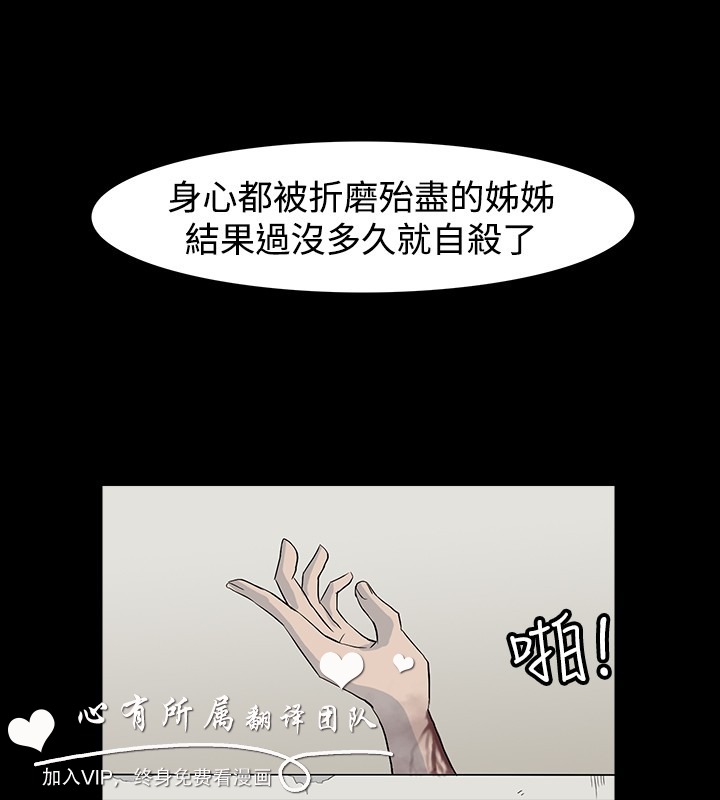 身心都被折磨殆盡的姊姊
結果過沒多久就自殺了
啪!
心有所属翻译团队
加入VIP，终身免费看漫画